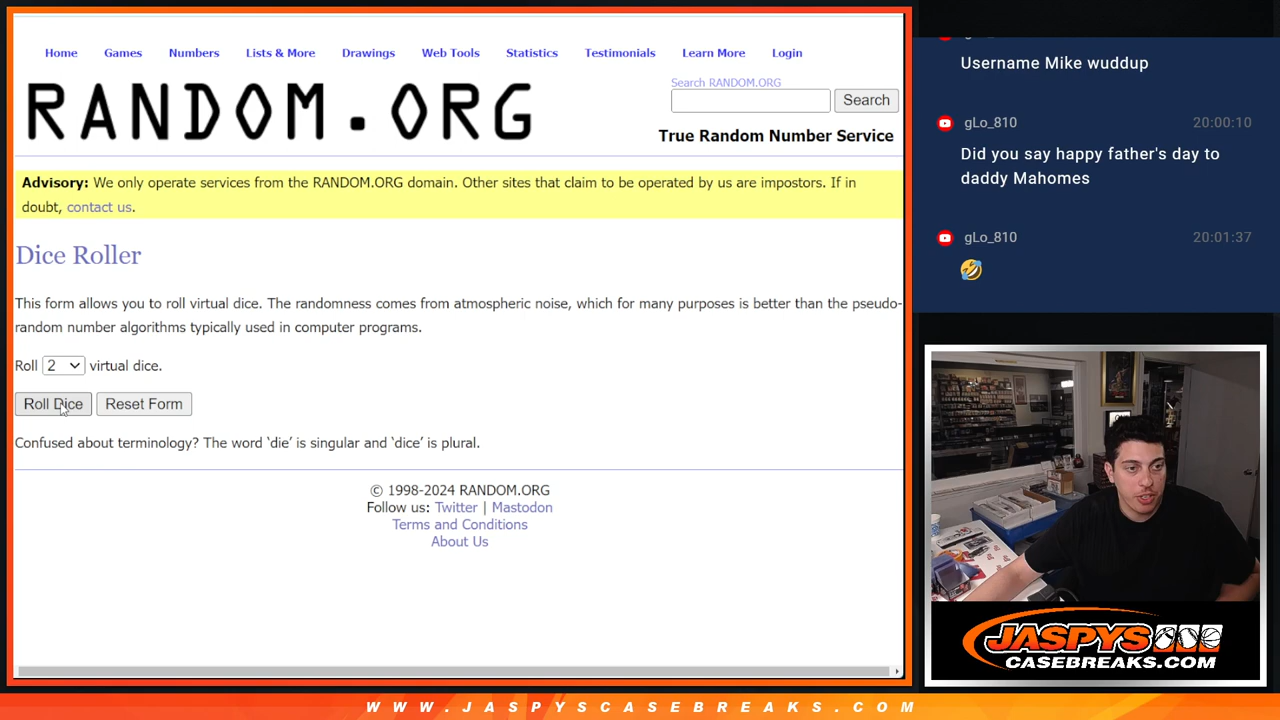 Home Games Numbers Lists & More Drawings Web Tools Statistics Testimonials Learn More Login
RANDOM.ORG
Search RANDOM.ORG
Search
True Random Number Service
Advisory: We only operate services from the RANDOM.ORG domain. Other sites that claim to be operated by us are impostors. If in
doubt, contact us.
Dice Roller
This form allows you to roll virtual dice. The randomness comes from atmospheric noise, which for many purposes is better than the pseudo-
random number algorithms typically used in computer programs.
Roll 2 virtual dice.
Roll Dice Reset Form
Confused about terminology? The word ‘die’ is singular and ‘dice’ is plural.
© 1998-2024 RANDOM.ORG
Follow us: Twitter | Mastodon
Terms and Conditions
About Us
Username Mike wuddup
gLo_810 20:00:10
Did you say happy father's day to
daddy Mahomes
gLo_810 20:01:37
JASPYS
CASEBREAKS.COM
WWW.JASPYSCASEBREAKS.COM